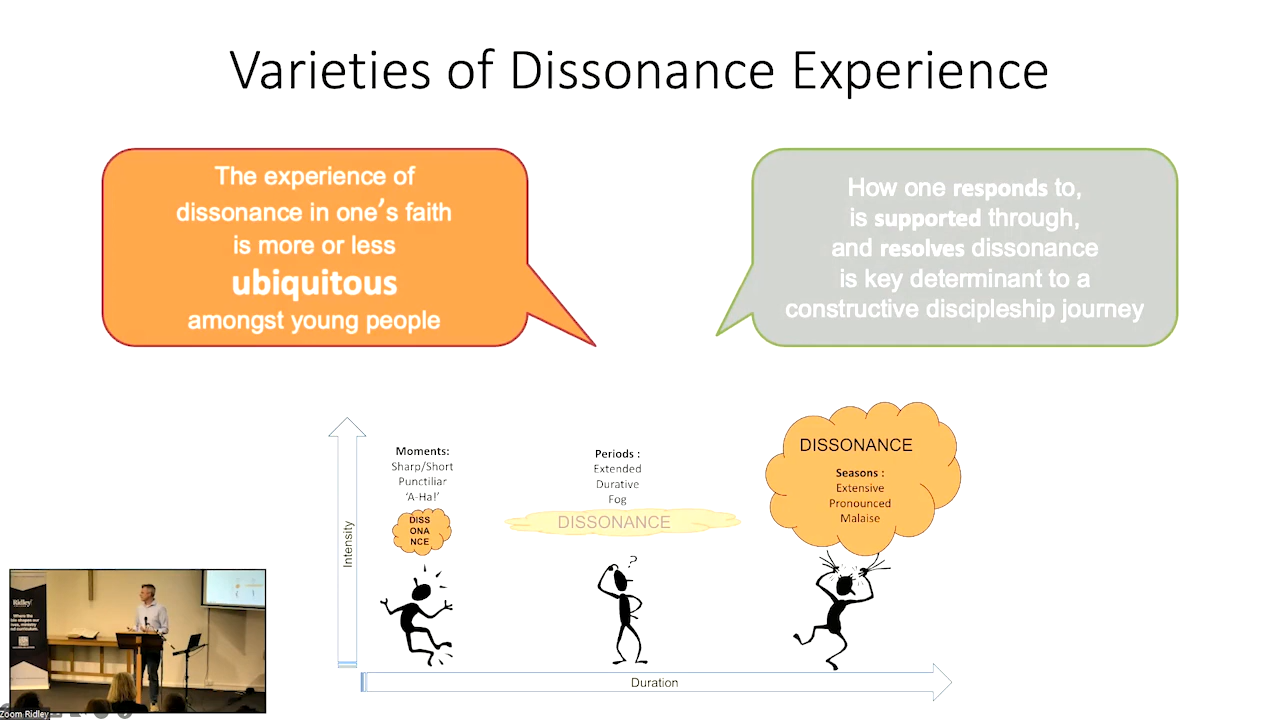 Varieties of Dissonance Experience
The experience of
dissonance in one's faith
is more or less
ubiquitous
amongst young people
How one responds to,
is supported through,
and resolves dissonance
is key determinant to a
constructive discipleship journey
Intensity
Moments:
Sharp/Short
Punctiliar
'A-Ha!'
DISS
ONA
NCE
Periods :
Extended
Durative
Fog
DISSONANCE
?
DISSONANCE
Seasons :
Extensive
Pronounced
Malaise
Duration
Ridley
Where the
Zoom Ridley